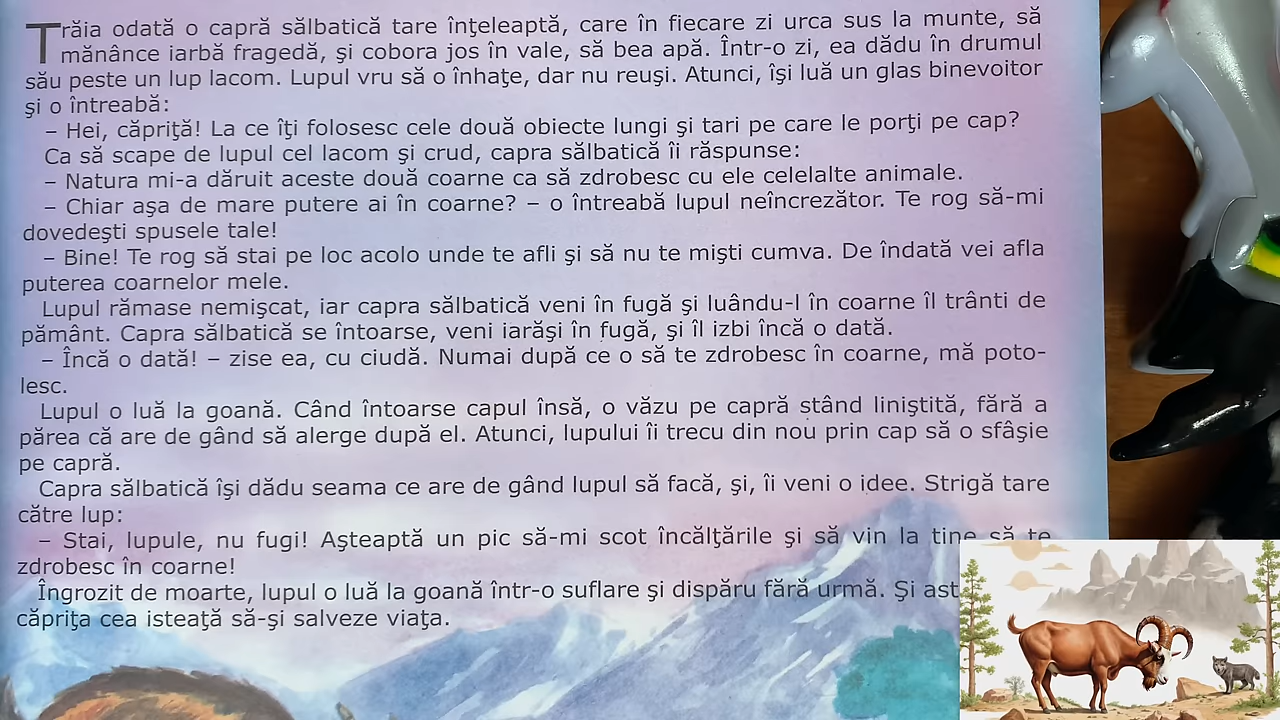 Trăia odată o capră sălbatică tare înţeleaptă, care în fiecare zi urca sus la munte, să
mănânce iarbă fragedă, şi cobora jos în vale, să bea apă. Într-o zi, ea dădu în drumul
său peste un lup lacom. Lupul vru să o înhaţe, dar nu reuşi. Atunci, îşi luă un glas binevoitor
şi o întreabă:
– Hei, căpriţă! La ce îţi folosesc cele două obiecte lungi şi tari pe care le porţi pe cap?
Ca să scape de lupul cel lacom şi crud, capra sălbatică îi răspunse:
– Natura mi-a dăruit aceste două coarne ca să zdrobesc cu ele celelalte animale.
– Chiar aşa de mare putere ai în coarne? – o întreabă lupul neîncrezător. Te rog să-mi
dovedeşti spusele tale!
– Bine! Te rog să stai pe loc acolo unde te afli şi să nu te mişti cumva. De îndată vei afla
puterea coarnelor mele.
Lupul rămase nemişcat, iar capra sălbatică veni în fugă şi luându-l în coarne îl trânti de
pământ. Capra sălbatică se întoarse, veni iarăşi în fugă, şi îl izbi încă o dată.
– Încă o dată! – zise ea, cu ciudă. Numai după ce o să te zdrobesc în coarne, mă poto-
lesc.
Lupul o luă la goană. Când întoarse capul însă, o văzu pe capră stând liniştită, fără a
părea că are de gând să alerge după el. Atunci, lupului îi trecu din nou prin cap să o sfâşie
pe capră.
Capra sălbatică îşi dădu seama ce are de gând lupul să facă, şi, îi veni o idee. Strigă tare
către lup:
– Stai, lupule, nu fugi! Aşteaptă un pic să-mi scot încălţările şi să vin la tine să te
zdrobesc în coarne!
Îngrozit de moarte, lupul o luă la goană într-o suflare şi dispăru fără urmă. Şi ast
căpriţa cea isteaţă să-şi salveze viaţa.